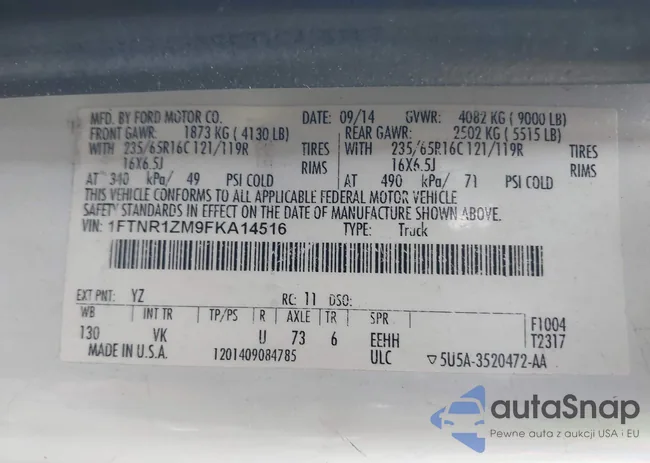 MFD. BY FORD MOTOR CO. DATE: 09/14 GVWR: 4082 KG ( 9000 LB)
FRONT GAWR: 1873 KG ( 4130 LB) REAR GAWR: 2502 KG ( 5515 LB)
WITH 235/65R16C 121/119R TIRES WITH 235/65R16C 121/119R TIRES
16X6.5J RIMS 16X6.5J RIMS
AT 340 kPa/ 49 PSI COLD AT 490 kPa/ 71 PSI COLD
THIS VEHICLE CONFORMS TO ALL APPLICABLE FEDERAL MOTOR VEHICLE
SAFETY STANDARDS IN EFFECT ON THE DATE OF MANUFACTURE SHOWN ABOVE.
VIN: 1FTNR1ZM9FKA14516 TYPE: Truck
EXT PNT: YZ RC: 11 DSO:
WB INT TR TP/PS R AXLE TR SPR F1004
130 VK U 73 6 EEHH T2317
MADE IN U.S.A. 1201409084785 ULC ▽5U5A-3520472-AA
autaSnap
Pewne auta z aukcji USA i EU